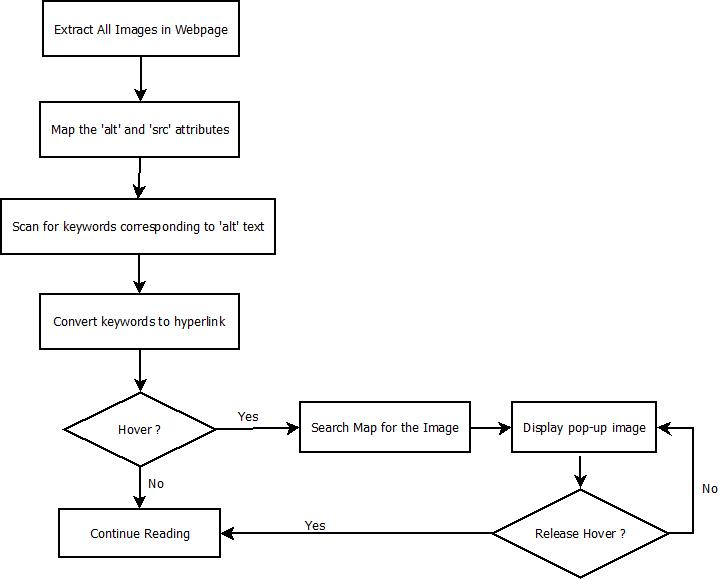 Extract All Images in Webpage
Map the 'alt' and 'src' attributes
Scan for keywords corresponding to 'alt' text
Convert keywords to hyperlink
Hover ?
Yes
Search Map for the Image
Display pop-up image
No
No
Continue Reading
Yes
Release Hover ?